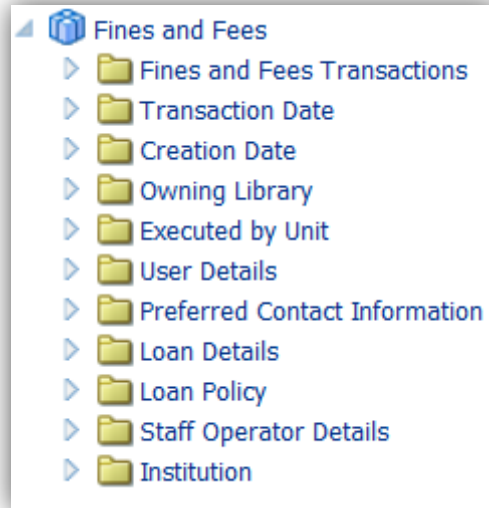 Fines and Fees
Fines and Fees Transactions
Transaction Date
Creation Date
Owning Library
Executed by Unit
User Details
Preferred Contact Information
Loan Details
Loan Policy
Staff Operator Details
Institution